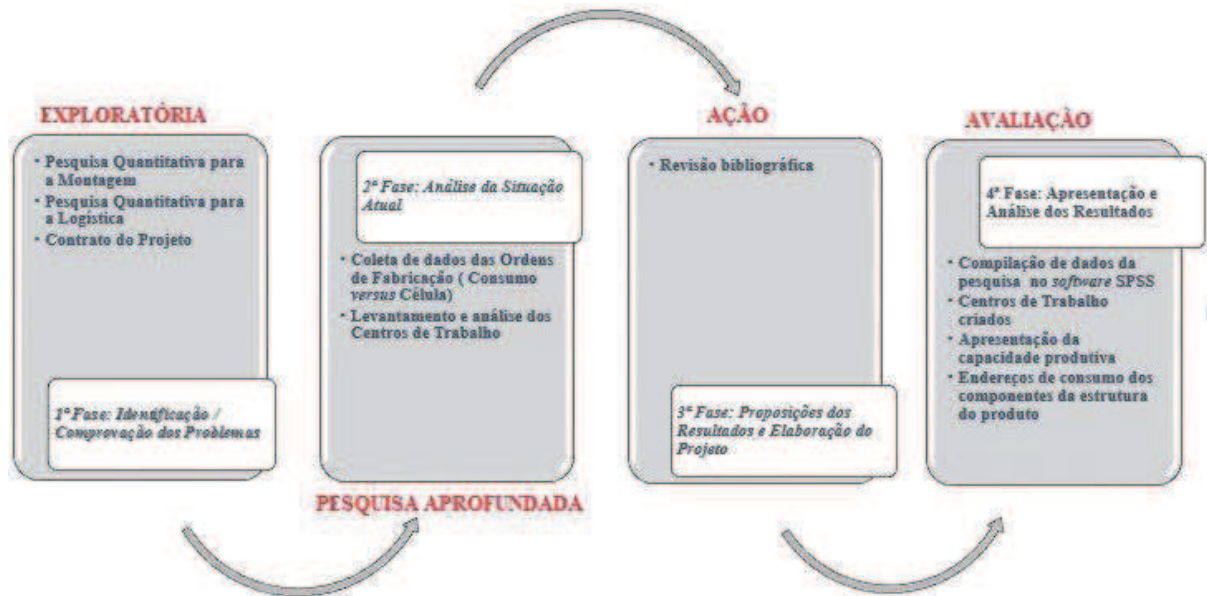 EXPLORATÓRIA
• Pesquisa Quantitativa para
a Montagem
• Pesquisa Quantitativa para
a Logística
• Contrato do Projeto
1ª Fase: Identificação /
Comprovação dos Problemas
2ª Fase: Análise da Situação
Atual
• Coleta de dados das Ordens
de Fabricação ( Consumo
versus Célula)
• Levantamento e análise dos
Centros de Trabalho
PESQUISA APROFUNDADA
AÇÃO
• Revisão bibliográfica
3ª Fase: Proposições dos
Resultados e Elaboração do
Projeto
AVALIAÇÃO
4ª Fase: Apresentação e
Análise dos Resultados
• Compilação de dados da
pesquisa no software SPSS
• Centros de Trabalho
criados
• Apresentação da
capacidade produtiva
• Endereços de consumo dos
componentes da estrutura
do produto